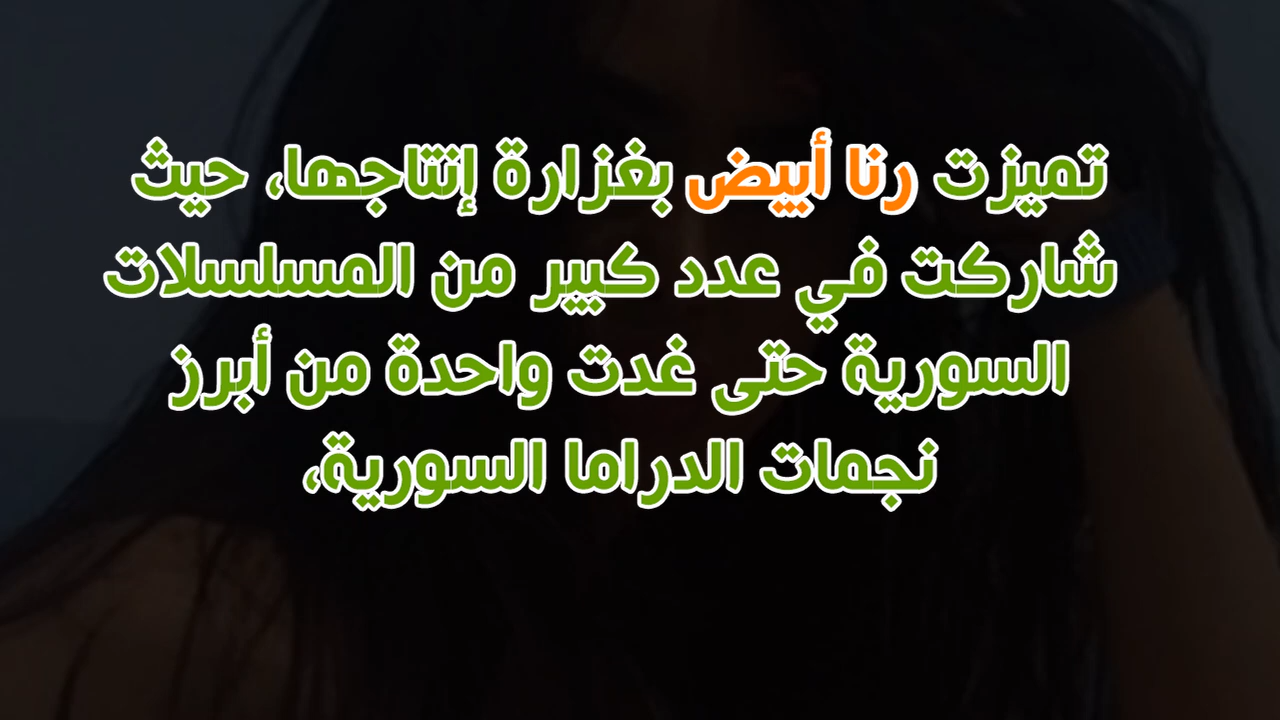 تميزت رنا أبيض بغزارة إنتاجها، حيث
شاركت في عدد كبير من المسلسلات
السورية حتى غدت واحدة من أبرز
نجمات الدراما السورية،